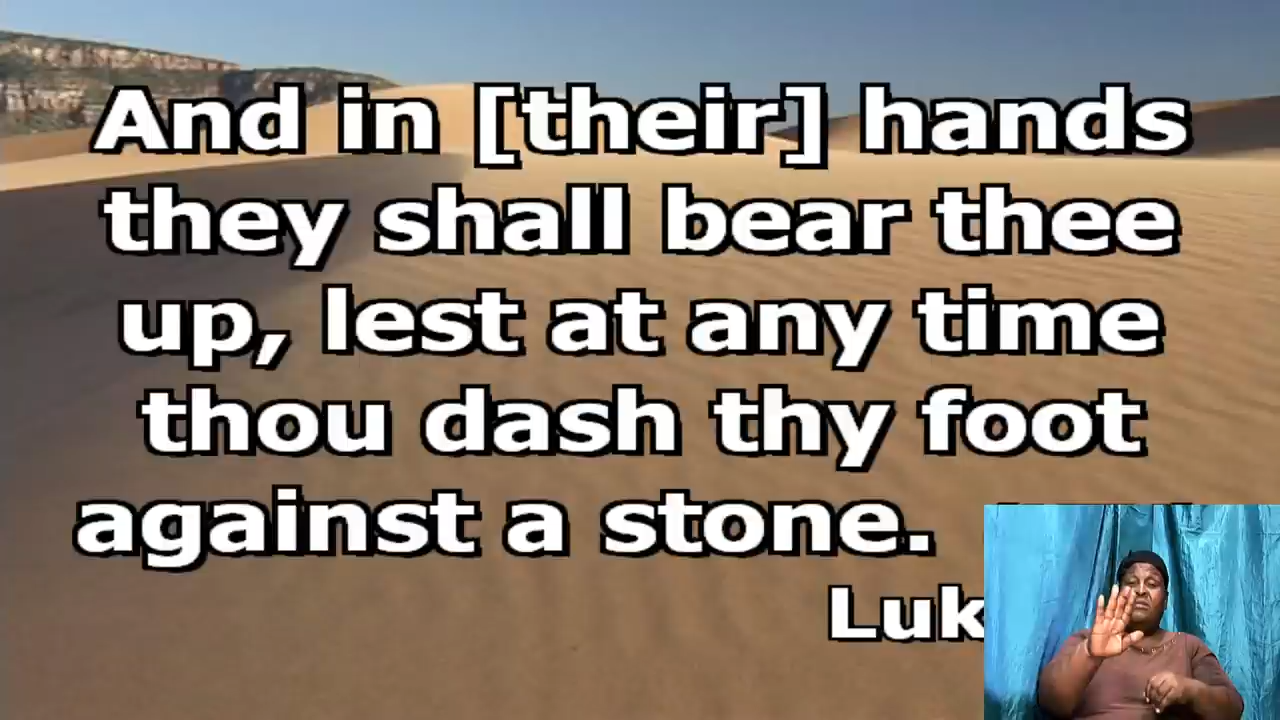 And in [their] hands
they shall bear thee
up, lest at any time
thou dash thy foot
against a stone.